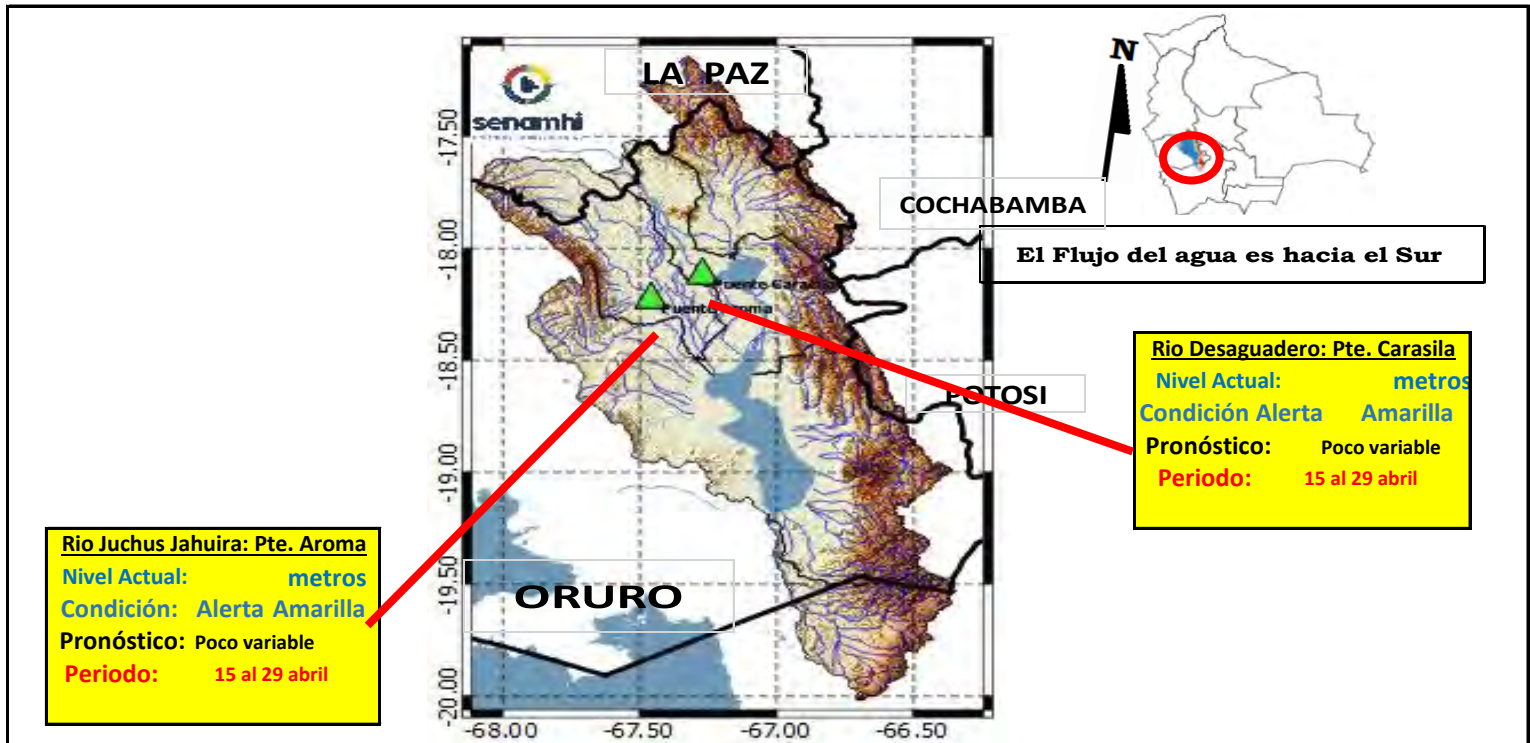 LA PAZ
N
senamhi
COCHABAMBA
El Flujo del agua es hacia el Sur
-17.50
-18.00
-18.50
-19.00
-19.50
-20.00
Puente
Puente
POTOSI
Rio Desaguadero: Pte. Carasila
Nivel Actual: metros
Condición Alerta Amarilla
Pronóstico: Poco variable
Periodo: 15 al 29 abril
Rio Juchus Jahuira: Pte. Aroma
Nivel Actual: metros
Condición: Alerta Amarilla
Pronóstico: Poco variable
Periodo: 15 al 29 abril
ORURO
-68.00 -67.50 -67.00 -66.50